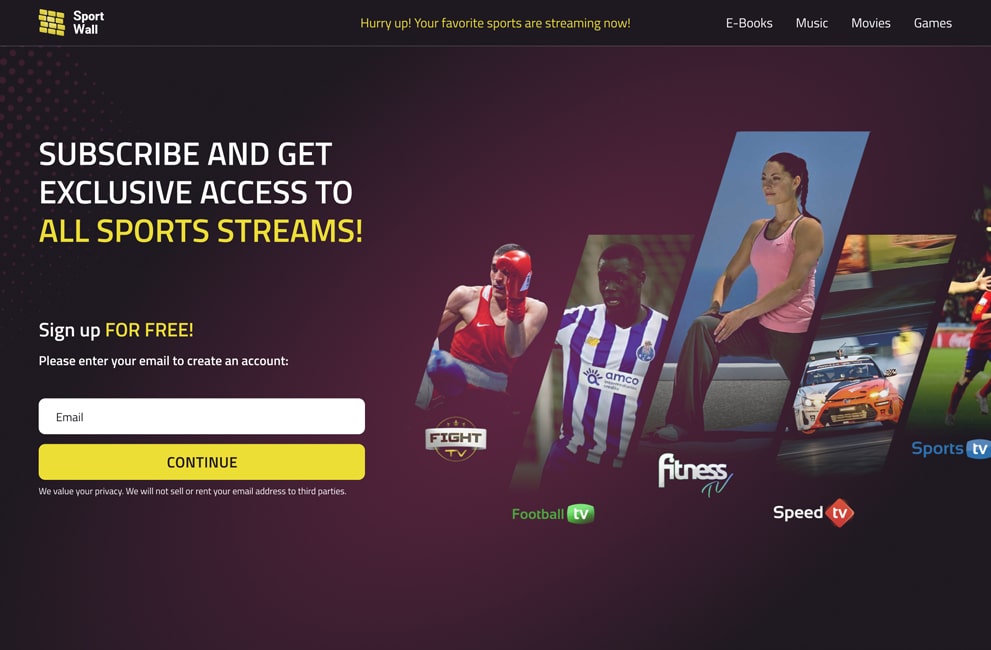 Sport
Wall
Hurry up! Your favorite sports are streaming now!
E-Books
Music
Movies
Games
SUBSCRIBE AND GET
EXCLUSIVE ACCESS TO
ALL SPORTS STREAMS!
Sign up FOR FREE!
Please enter your email to create an account:
Email
CONTINUE
We value your privacy. We will not sell or rent your email address to third parties.
amco
FIGHT
TV
Football tv
fitness
TV
Speed tv
Sports tv